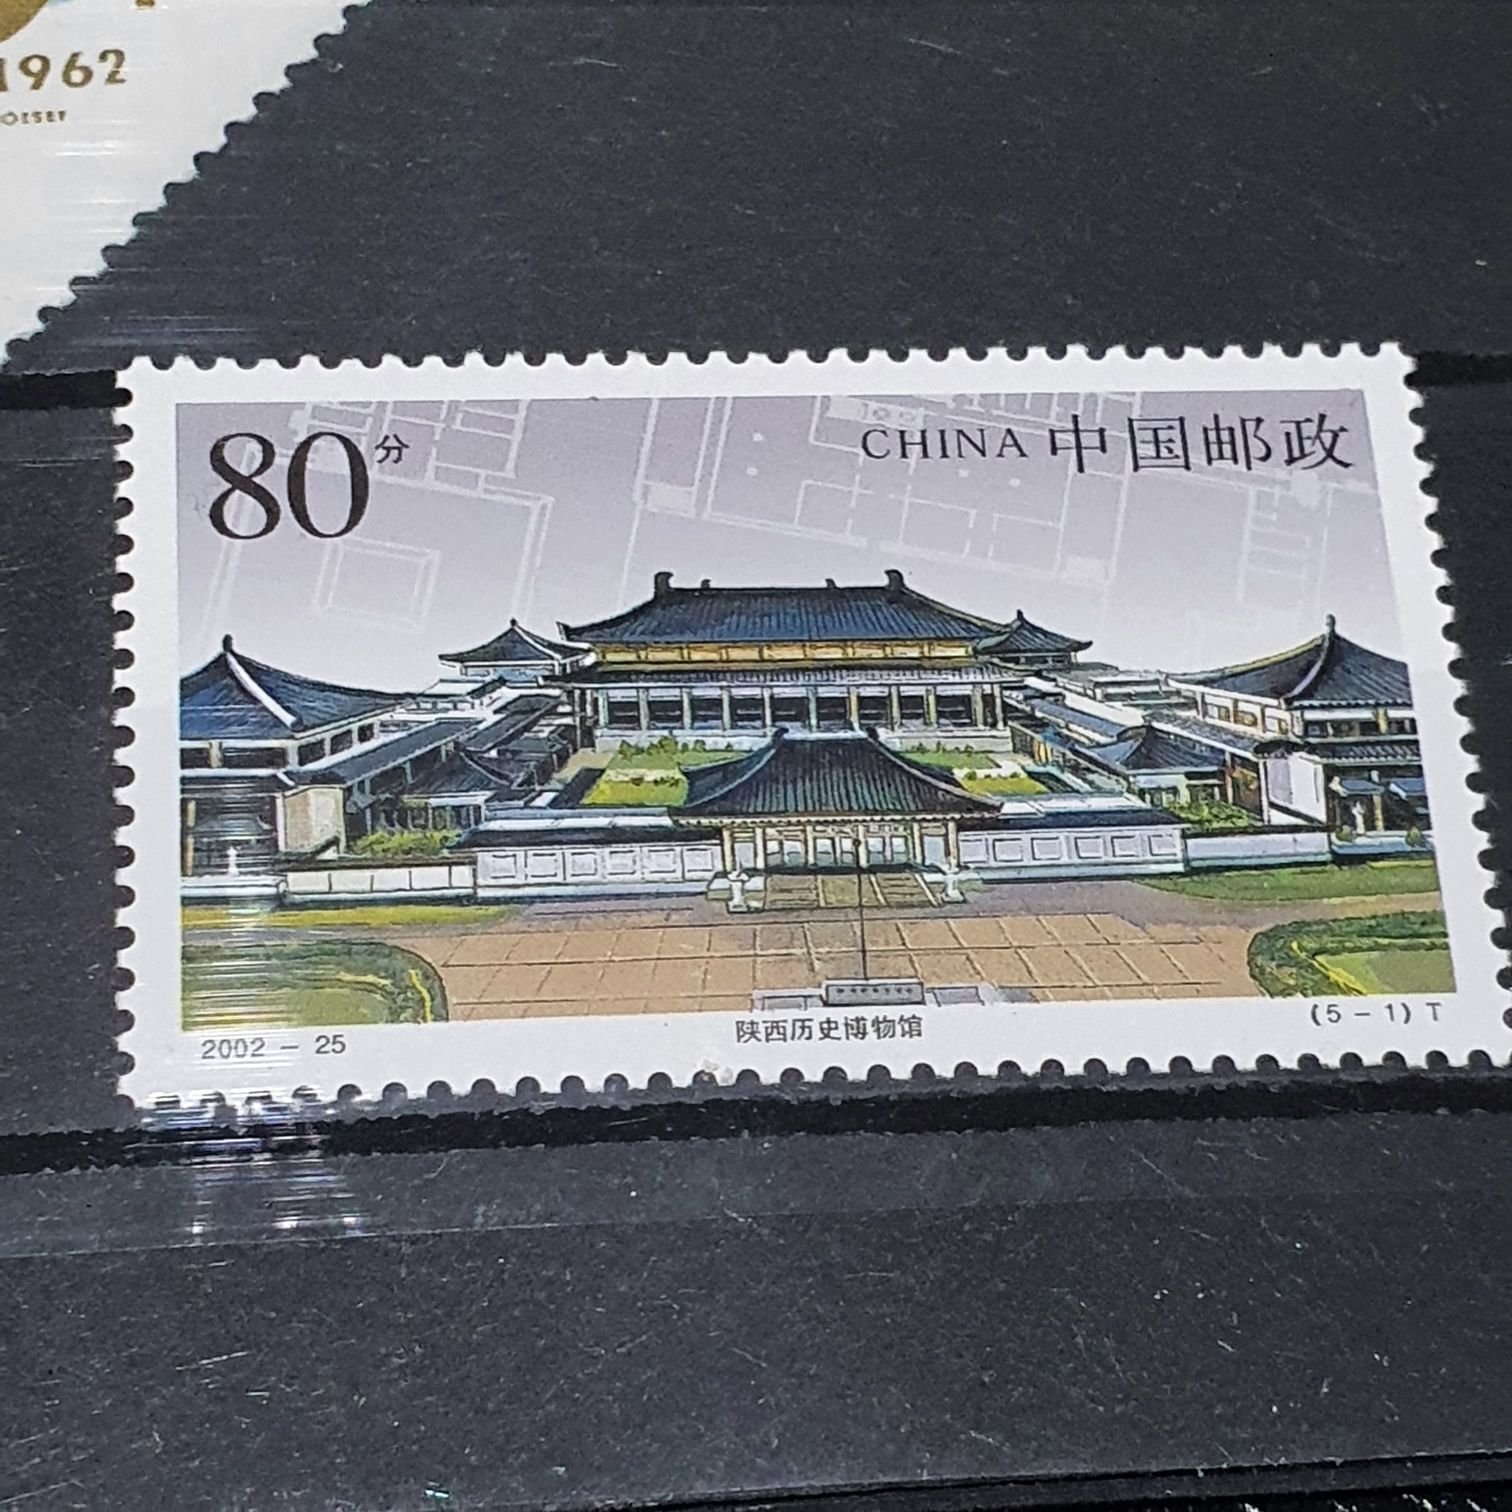 1962
80分
CHINA 中国邮政
2002 – 25
陕西历史博物馆
(5 – 1) T